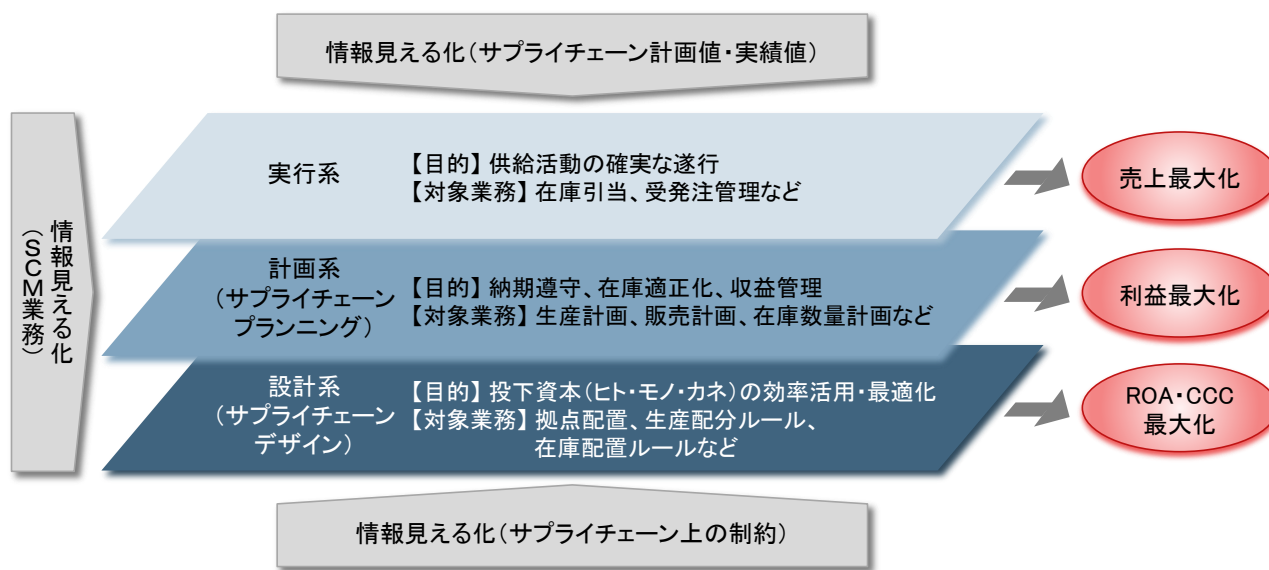 情報見える化(サプライチェーン計画値・実績値)
情報見える化
(SCM業務)
実行系
【目的】 供給活動の確実な遂行
【対象業務】 在庫引当、受発注管理など
売上最大化
計画系
(サプライチェーン
プランニング)
【目的】 納期遵守、在庫適正化、収益管理
【対象業務】 生産計画、販売計画、在庫数量計画など
利益最大化
設計系
(サプライチェーン
デザイン)
【目的】 投下資本(ヒト・モノ・カネ)の効率活用・最適化
【対象業務】 拠点配置、生産配分ルール、
在庫配置ルールなど
ROA・CCC
最大化
情報見える化(サプライチェーン上の制約)